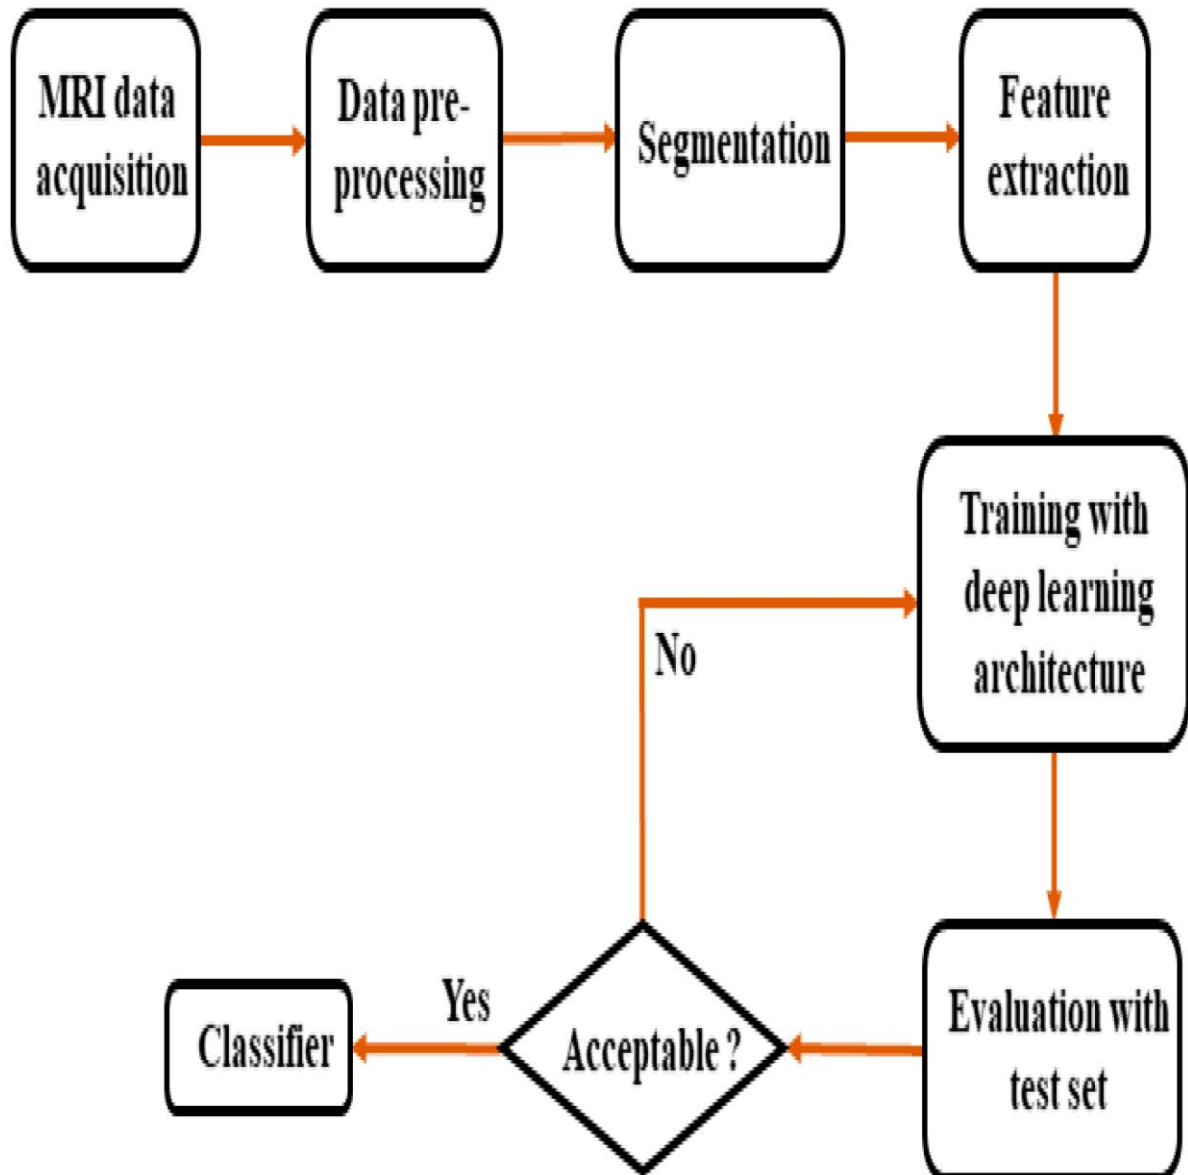 MRI data
acquisition
Data pre-
processing
Segmentation
Feature
extraction
Training with
deep learning
architecture
No
Evaluation with
test set
Acceptable ?
Yes
Classifier